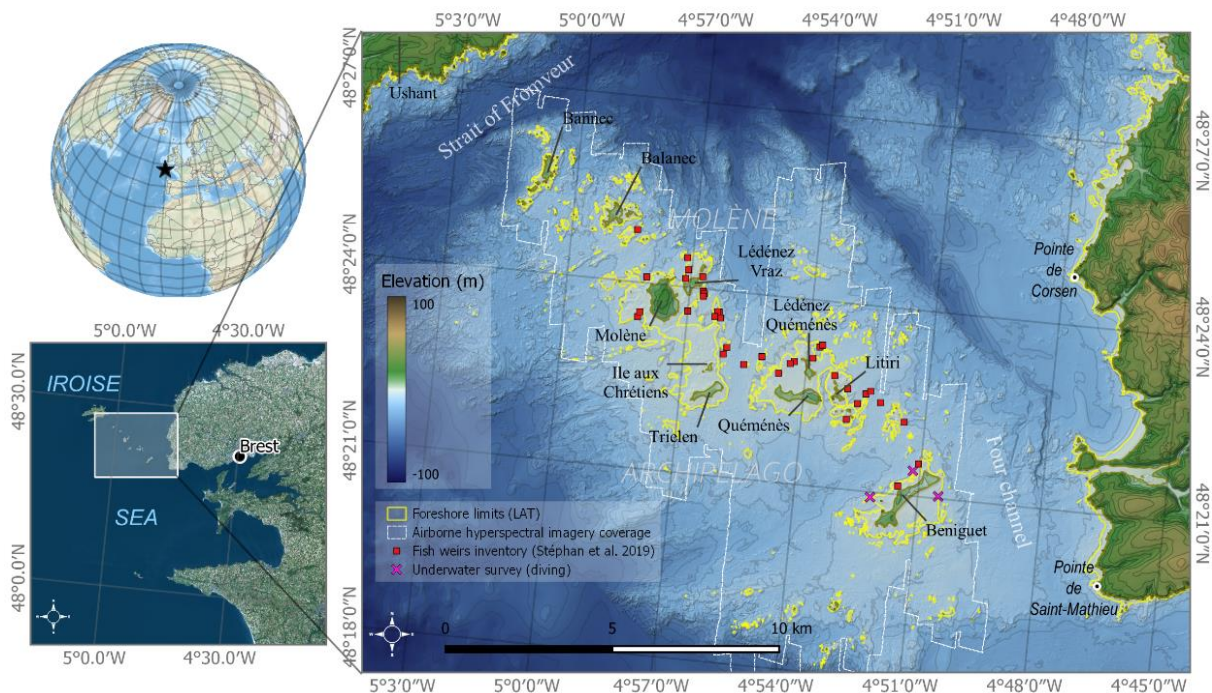 5°3'0"W
5°0'0"W
4°57'0"W
4°54'0"W
4°51'0"W
4°48'0"W
48°27'0"N
48°24'0"N
48°21'0"N
48°18'0"N
48°27'0"N
48°24'0"N
48°21'0"N
5°3'0"W
5°0'0"W
4°57'0"W
4°54'0"W
4°51'0"W
4°48'0"W
4°45'0"W
Ushant
Strait of Fromveur
Bannec
Balanec
MOLÈNE
Lédénez
Vraz
Pointe
de
Corsen
Elevation (m)
100
-100
Lédénez
Quéménès
Molène
Litiri
Ile aux
Chrétiens
Trielen
Quéménès
ARCHIPELAGO
Four channel
Beniguet
Pointe
de
Saint-Mathieu
Foreshore limits (LAT)
Airborne hyperspectral imagery coverage
Fish weirs inventory (Stéphan et al. 2019)
Underwater survey (diving)
0
5
10 km
5°0.0'W
4°30.0'W
48°30.0'N
48°0.0'N
IROISE
Brest
SEA
5°0.0'W
4°30.0'W